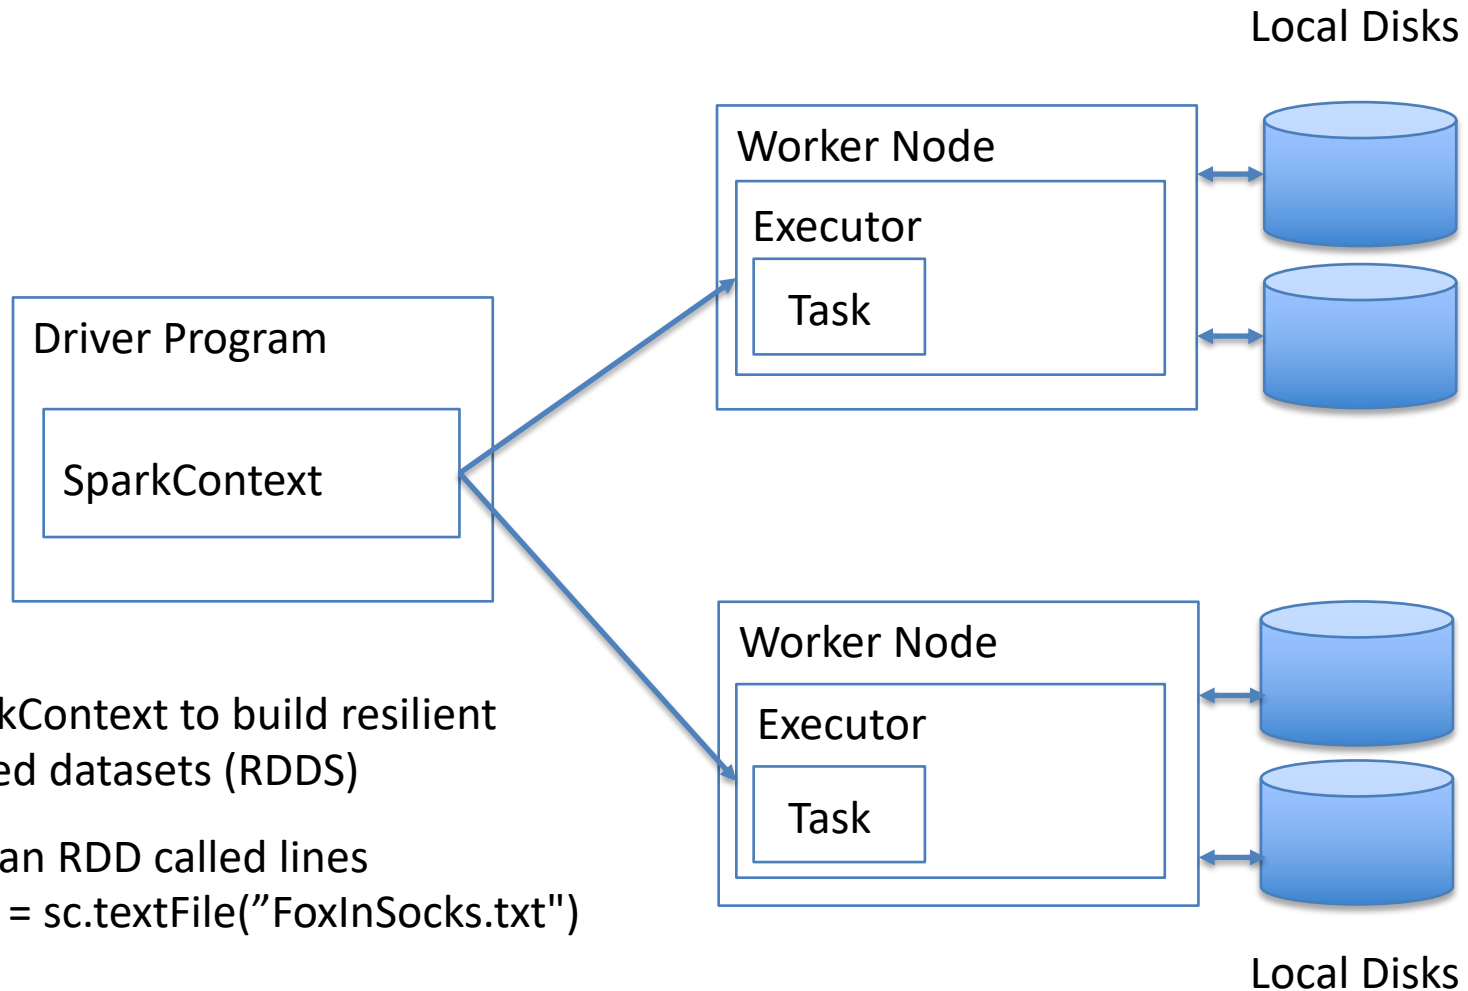 Local Disks
Worker Node
Executor
Task
Driver Program
SparkContext
Worker Node
Executor
Task
kContext to build resilient
ed datasets (RDDS)
an RDD called lines
= sc.textFile(”FoxInSocks.txt")
Local Disks